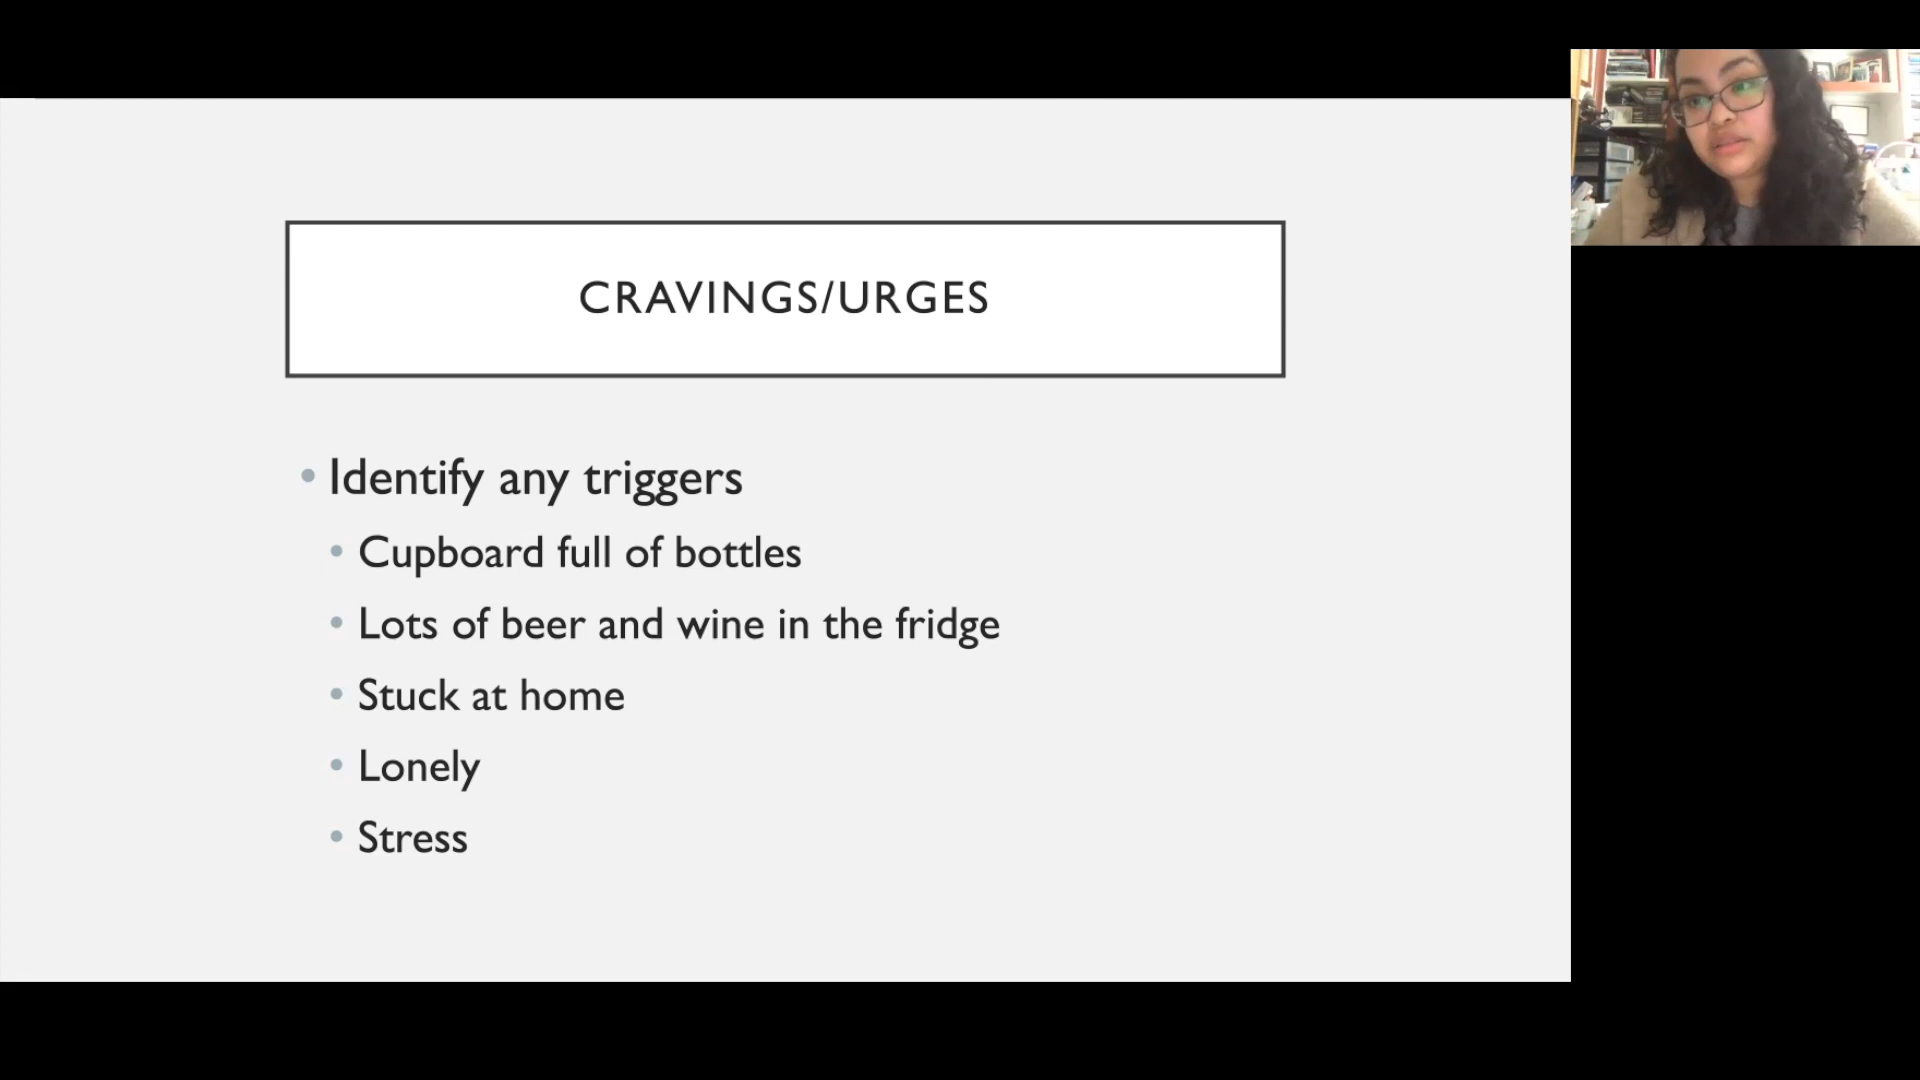 CRAVINGS/URGES
• Identify any triggers
• Cupboard full of bottles
• Lots of beer and wine in the fridge
• Stuck at home
• Lonely
• Stress